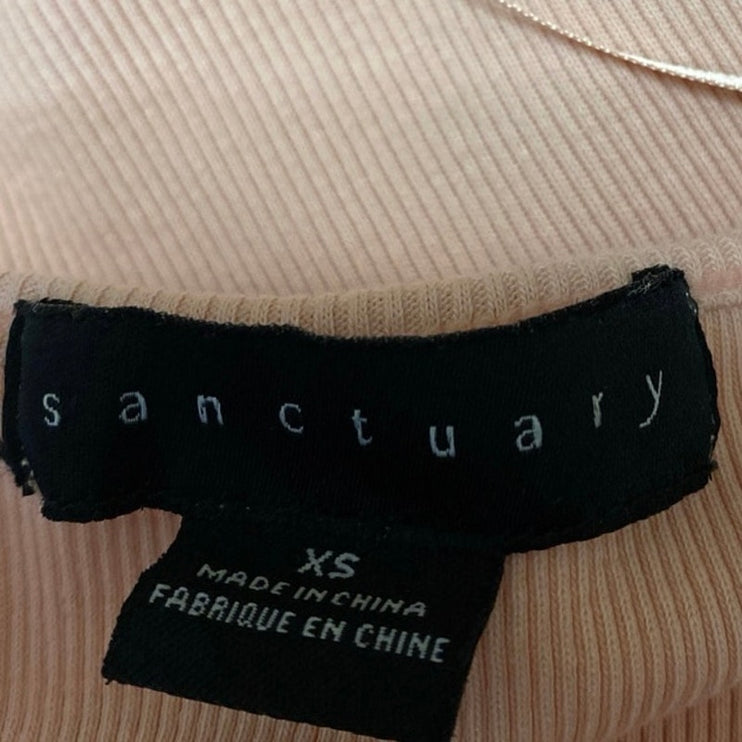 sanctuary
XS
MADE IN CHINA
FABRIQUE EN CHINE